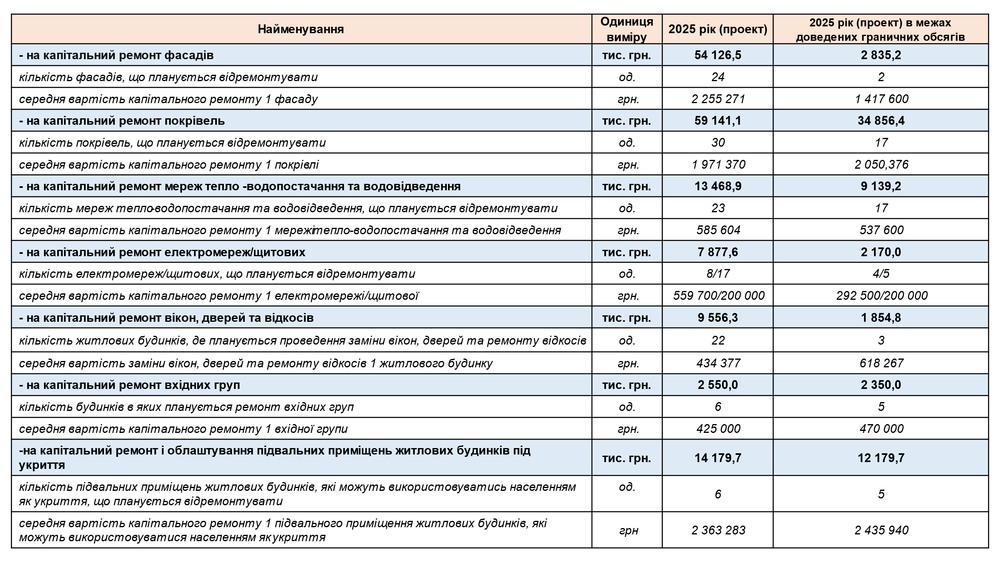 Найменування
Одиниця
виміру
2025 рік (проект)
2025 рік (проект) в межах
доведених граничних обсягів
- на капітальний ремонт фасадів тис. грн. 54 126,5 2 835,2
кількість фасадів, що планується відремонтувати од. 24 2
середня вартість капітального ремонту 1 фасаду грн. 2 255 271 1 417 600
- на капітальний ремонт покрівель тис. грн. 59 141,1 34 856,4
кількість покрівель, що планується відремонтувати од. 30 17
середня вартість капітального ремонту 1 покрівлі грн. 1 971 370 2 050,376
- на капітальний ремонт мереж тепло -водопостачання та водовідведення тис. грн. 13 468,9 9 139,2
кількість мереж тепло-водопостачання та водовідведення, що планується відремонтувати од. 23 17
середня вартість капітального ремонту 1 мережі тепло-водопостачання та водовідведення грн. 585 604 537 600
- на капітальний ремонт електромереж/щитових тис. грн. 7 877,6 2 170,0
кількість електромереж/щитових, що планується відремонтувати од. 8/17 4/5
середня вартість капітального ремонту 1 електромережі/щитової грн. 559 700/200 000 292 500/200 000
- на капітальний ремонт вікон, дверей та відкосів тис. грн. 9 556,3 1 854,8
кількість житлових будинків, де планується проведення заміни вікон, дверей та ремонту відкосів од. 22 3
середня вартість заміни вікон, дверей та ремонту відкосів 1 житлового будинку грн. 434 377 618 267
- на капітальний ремонт вхідних груп тис. грн. 2 550,0 2 350,0
кількість будинків в яких планується ремонт вхідних груп од. 6 5
середня вартість капітального ремонту 1 вхідної групи грн. 425 000 470 000
-на капітальний ремонт і облаштування підвальних приміщень житлових будинків під
укриття
тис. грн. 14 179,7 12 179,7
кількість підвальних приміщень житлових будинків, які можуть використовуватись населенням
як укриття, що планується відремонтувати
од. 6 5
середня вартість капітального ремонту 1 підвального приміщення житлових будинків, які
можуть використовуватися населенням як укриття
грн 2 363 283 2 435 940